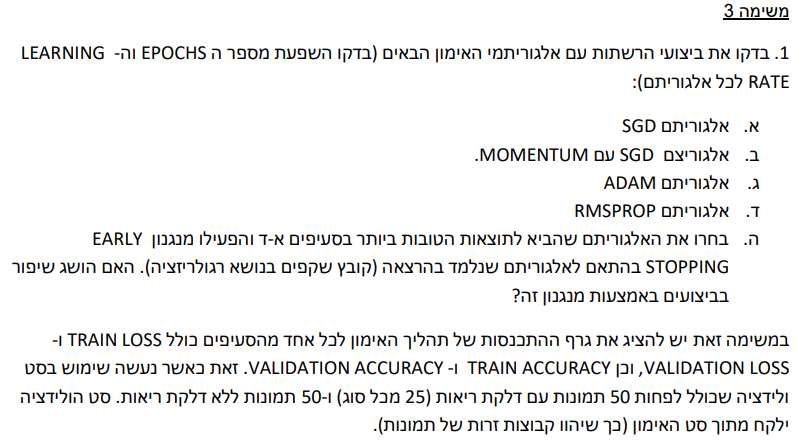 משימה 3
1. בדקו את ביצועי הרשתות עם אלגוריתמי האימון הבאים (בדקו השפעת מספר ה EPOCHS וה- LEARNING
RATE לכל אלגוריתם):
א. אלגוריתם SGD
ב. אלגוריצם SGD עם MOMENTUM.
ג. אלגוריתם ADAM
ד. אלגוריתם RMSPROP
ה. בחרו את האלגוריתם שהביא לתוצאות הטובות ביותר בסעיפים א-ד והפעילו מנגנון EARLY
STOPPING בהתאם לאלגוריתם שנלמד בהרצאה (קובץ שקפים בנושא רגולריזציה). האם הושג שיפור
בביצועים באמצעות מנגנון זה?
במשימה זאת יש להציג את גרף ההתכנסות של תהליך האימון לכל אחד מהסעיפים כולל TRAIN LOSS ו-
VALIDATION LOSS, וכן TRAIN ACCURACY ו- VALIDATION ACCURACY. זאת כאשר נעשה שימוש בסט
ולידציה שכולל לפחות 50 תמונות עם דלקת ריאות (25 מכל סוג) ו-50 תמונות ללא דלקת ריאות. סט הולידציה
ילקח מתוך סט האימון (כך שיהוו קבוצות זרות של תמונות).